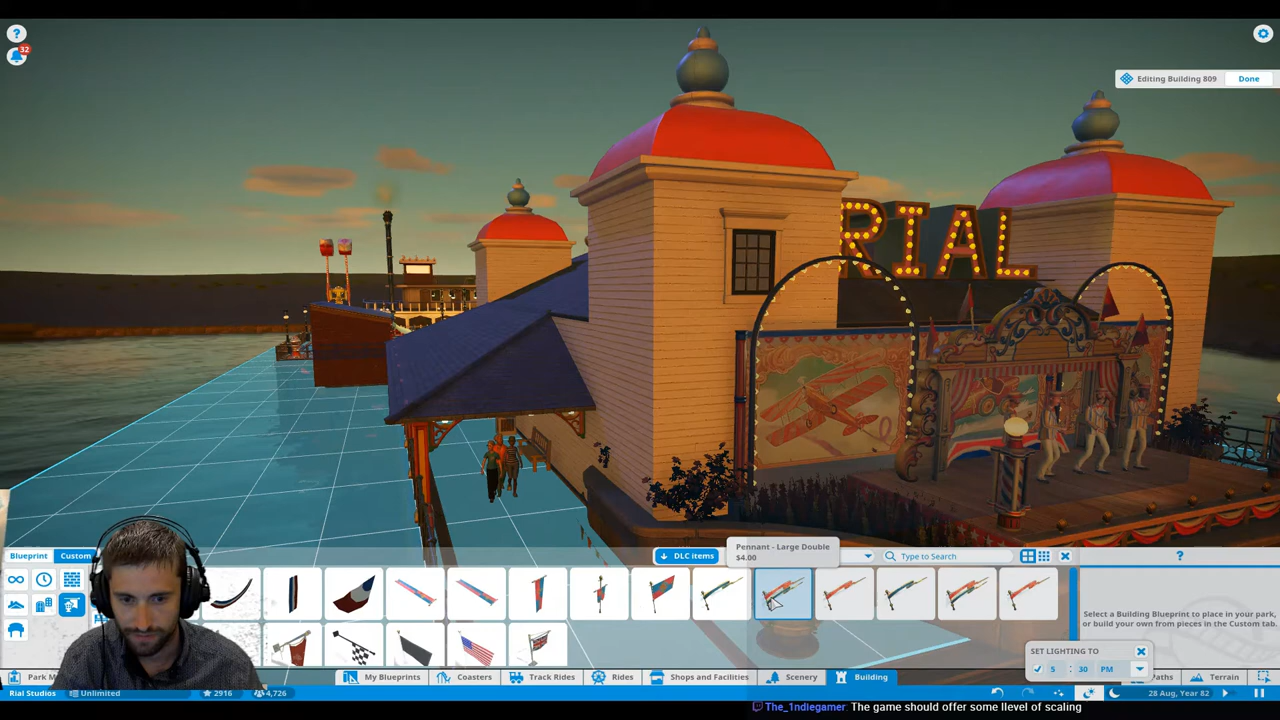 ?
32
Editing Building 809 Done
RIAL
Pennant - Large Double
$4.00
Blueprint Custom
DLC items
Type to Search
?
Select a Building Blueprint to place in your park,
or build your own from pieces in the Custom tab.
SET LIGHTING TO
5 : 30 PM
Park M
My Blueprints Coasters Track Rides Rides Shops and Facilities Scenery Building Paths Terrain
Rial Studios Unlimited 2916 4,726 28 Aug, Year 82
The_1ndiegamer: The game should offer some llevel of scaling